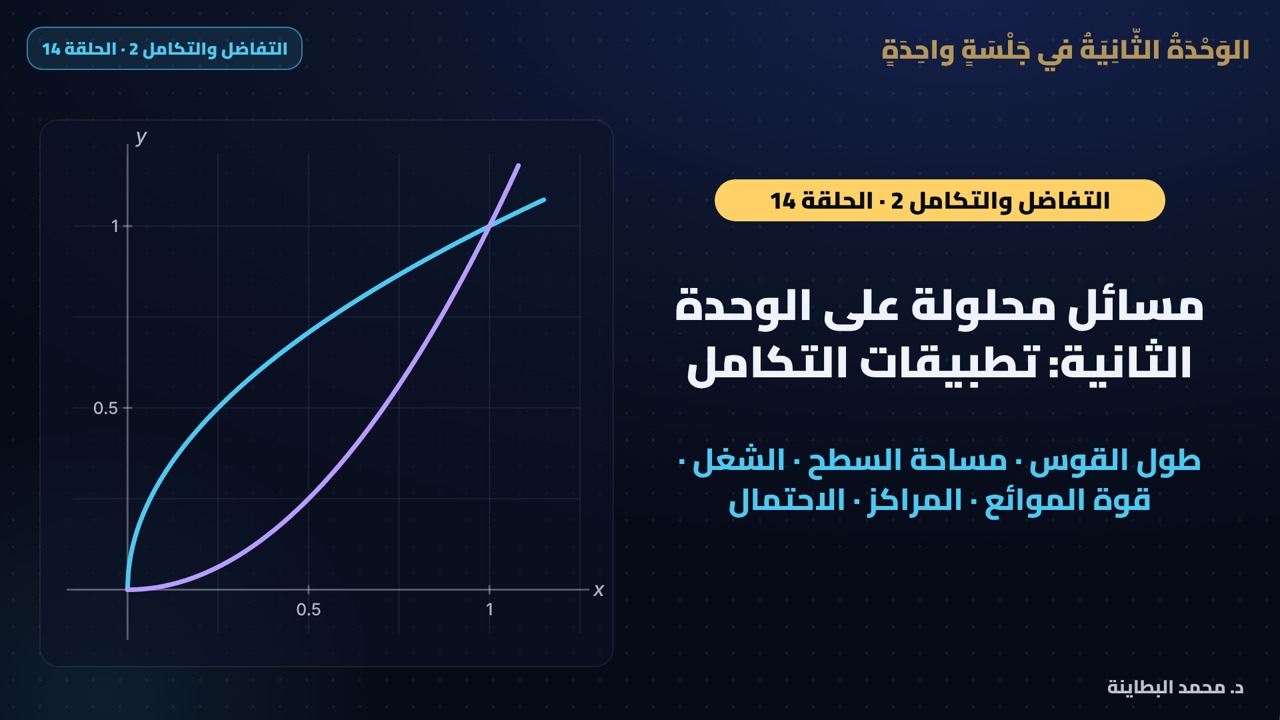 الوَحْدَةُ الثّانِيَةُ في جَلْسَةٍ واحِدَةٍ
التفاضل والتكامل 2 · الحلقة 14
التفاضل والتكامل 2 · الحلقة 14
مسائل محلولة على الوحدة
الثانية: تطبيقات التكامل
طول القوس · مساحة السطح · الشغل ·
قوة الموائع · المراكز · الاحتمال
y
1
0.5
0.5
1
x
د. محمد البطاينة